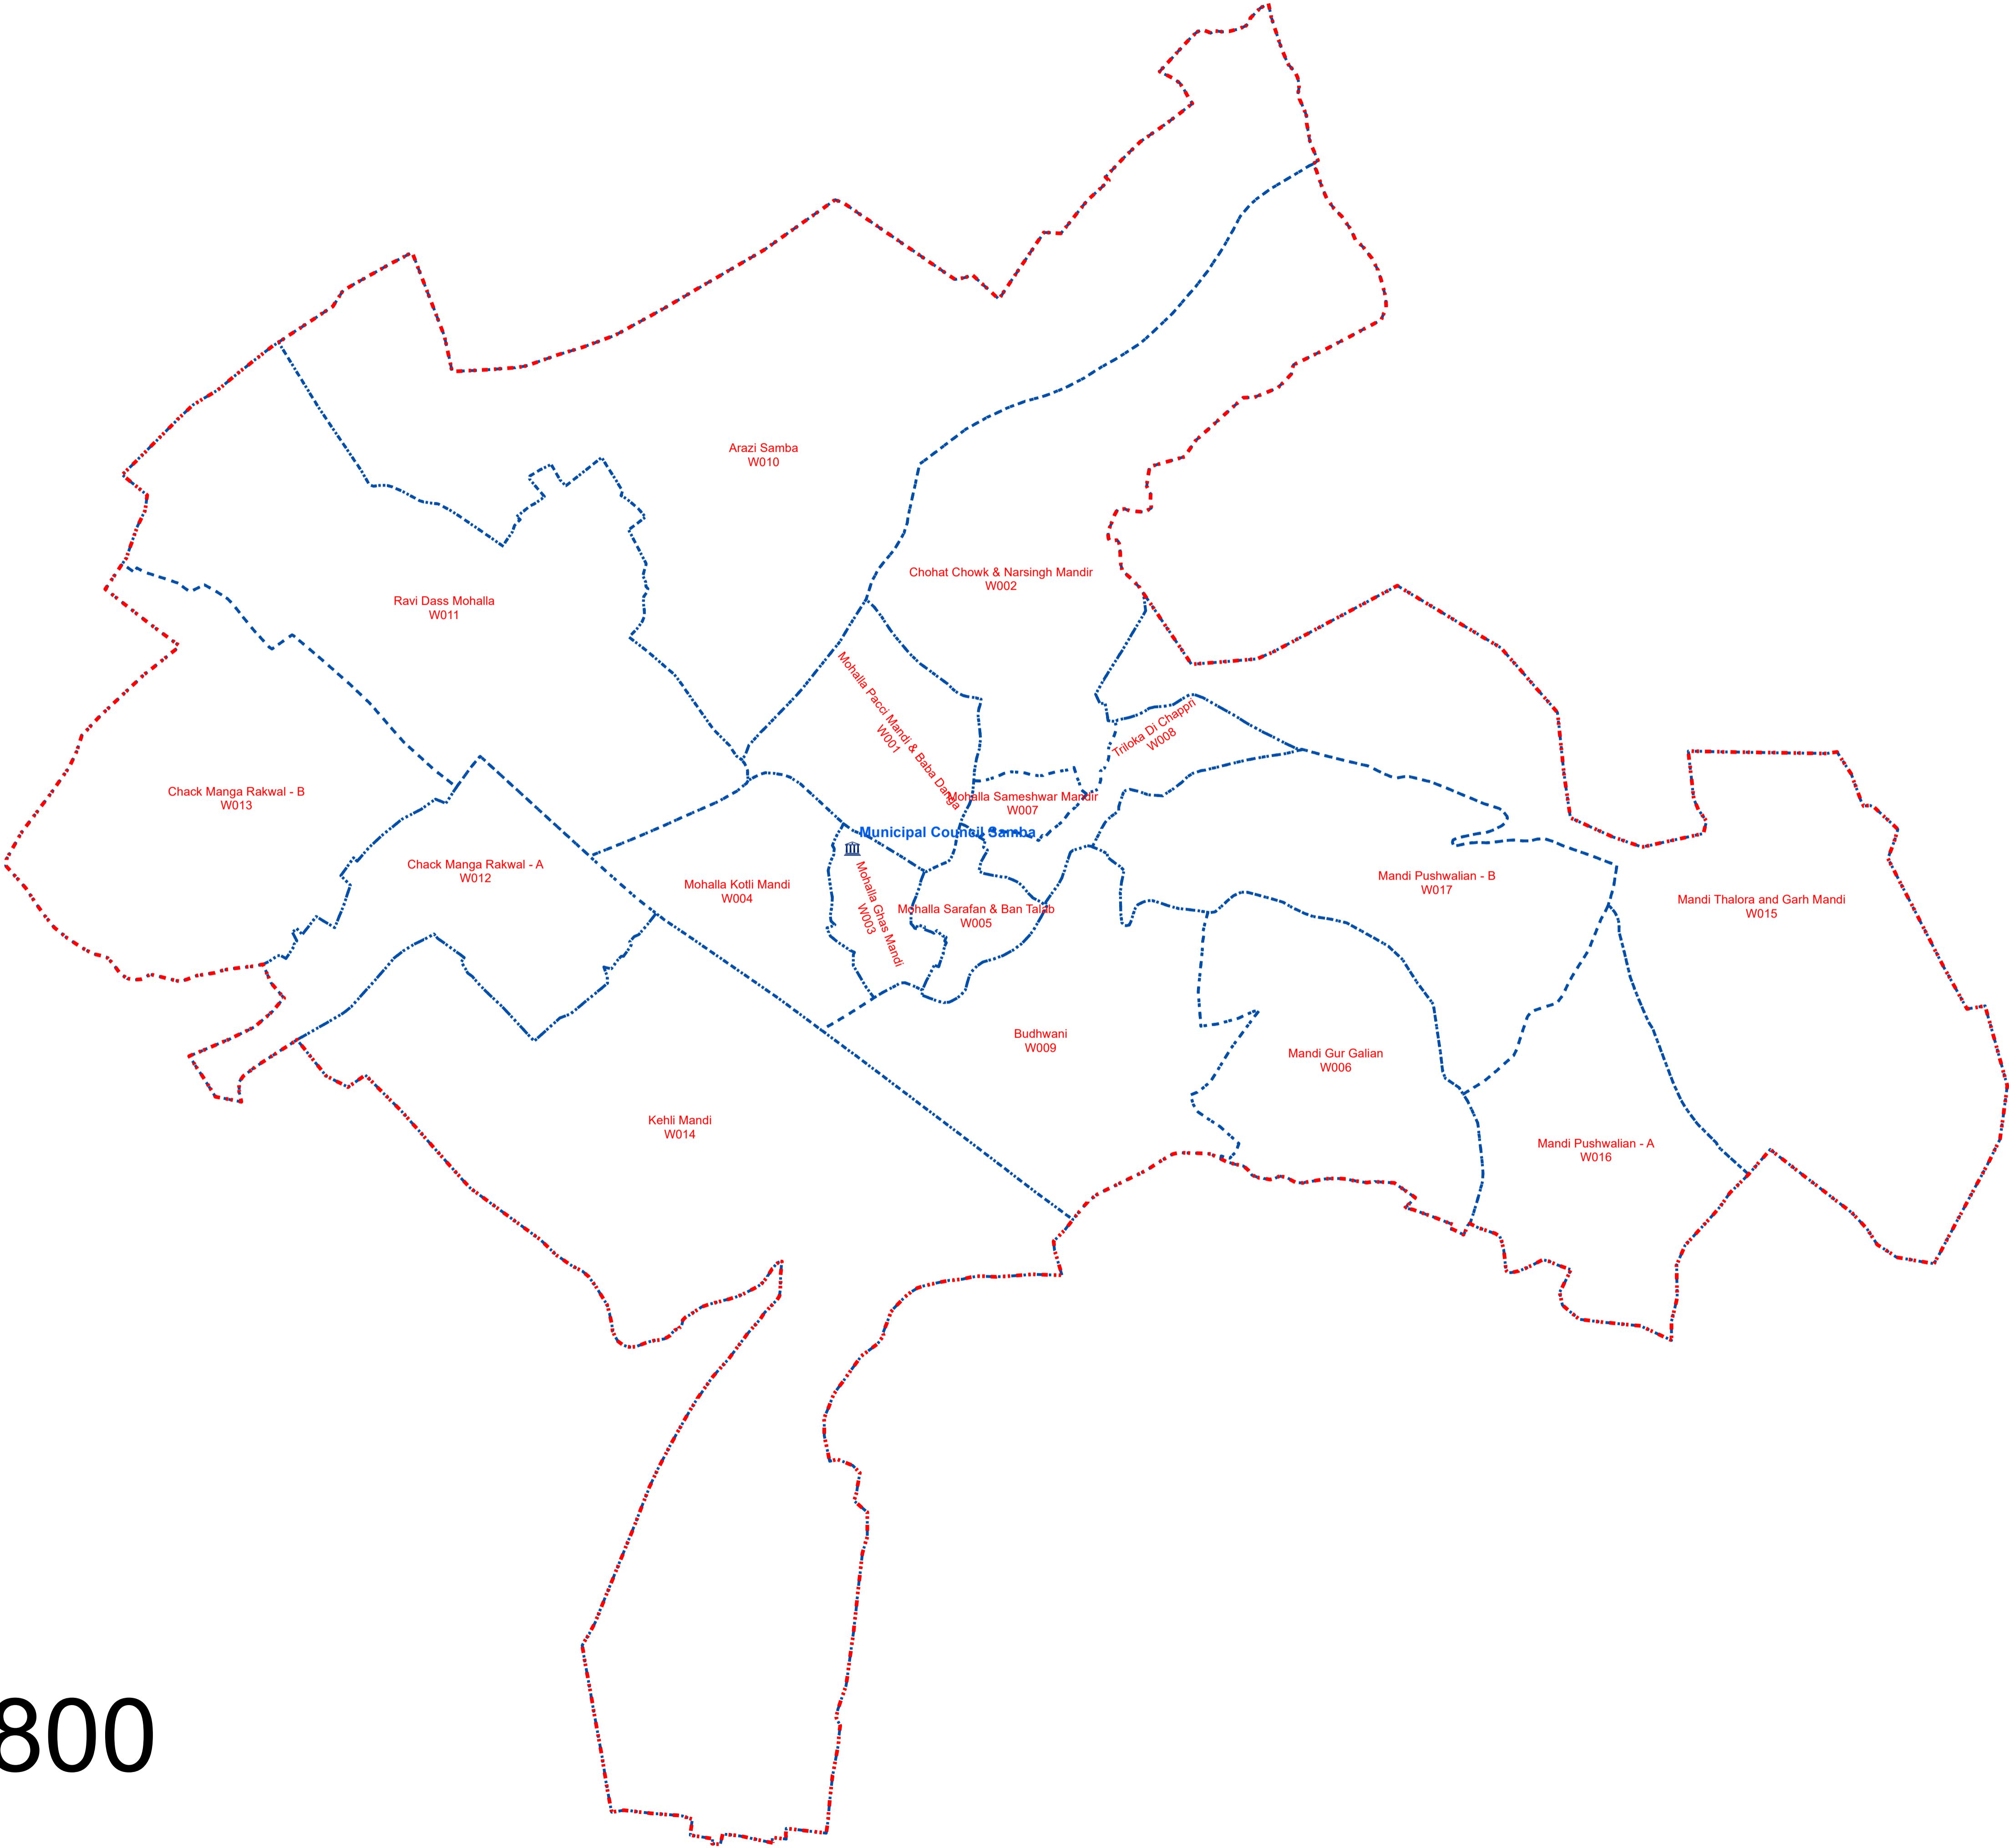 Arazi Samba
W010
Chohat Chowk & Narsingh Mandir
W002
Ravi Dass Mohalla
W011
Mohalla Pacci Mandi & Baba Danga
W001
Triloka Di Chappri
W008
Chack Manga Rakwal - B
W013
Mohalla Sameshwar Mandir
W007
Municipal Council Samba
Chack Manga Rakwal - A
W012
Mohalla Kotli Mandi
W004
Mohalla Ghas Mandi
W003
Mohalla Sarafan & Ban Talab
W005
Mandi Pushwalian - B
W017
Mandi Thalora and Garh Mandi
W015
Budhwani
W009
Mandi Gur Galian
W006
Kehli Mandi
W014
Mandi Pushwalian - A
W016
800